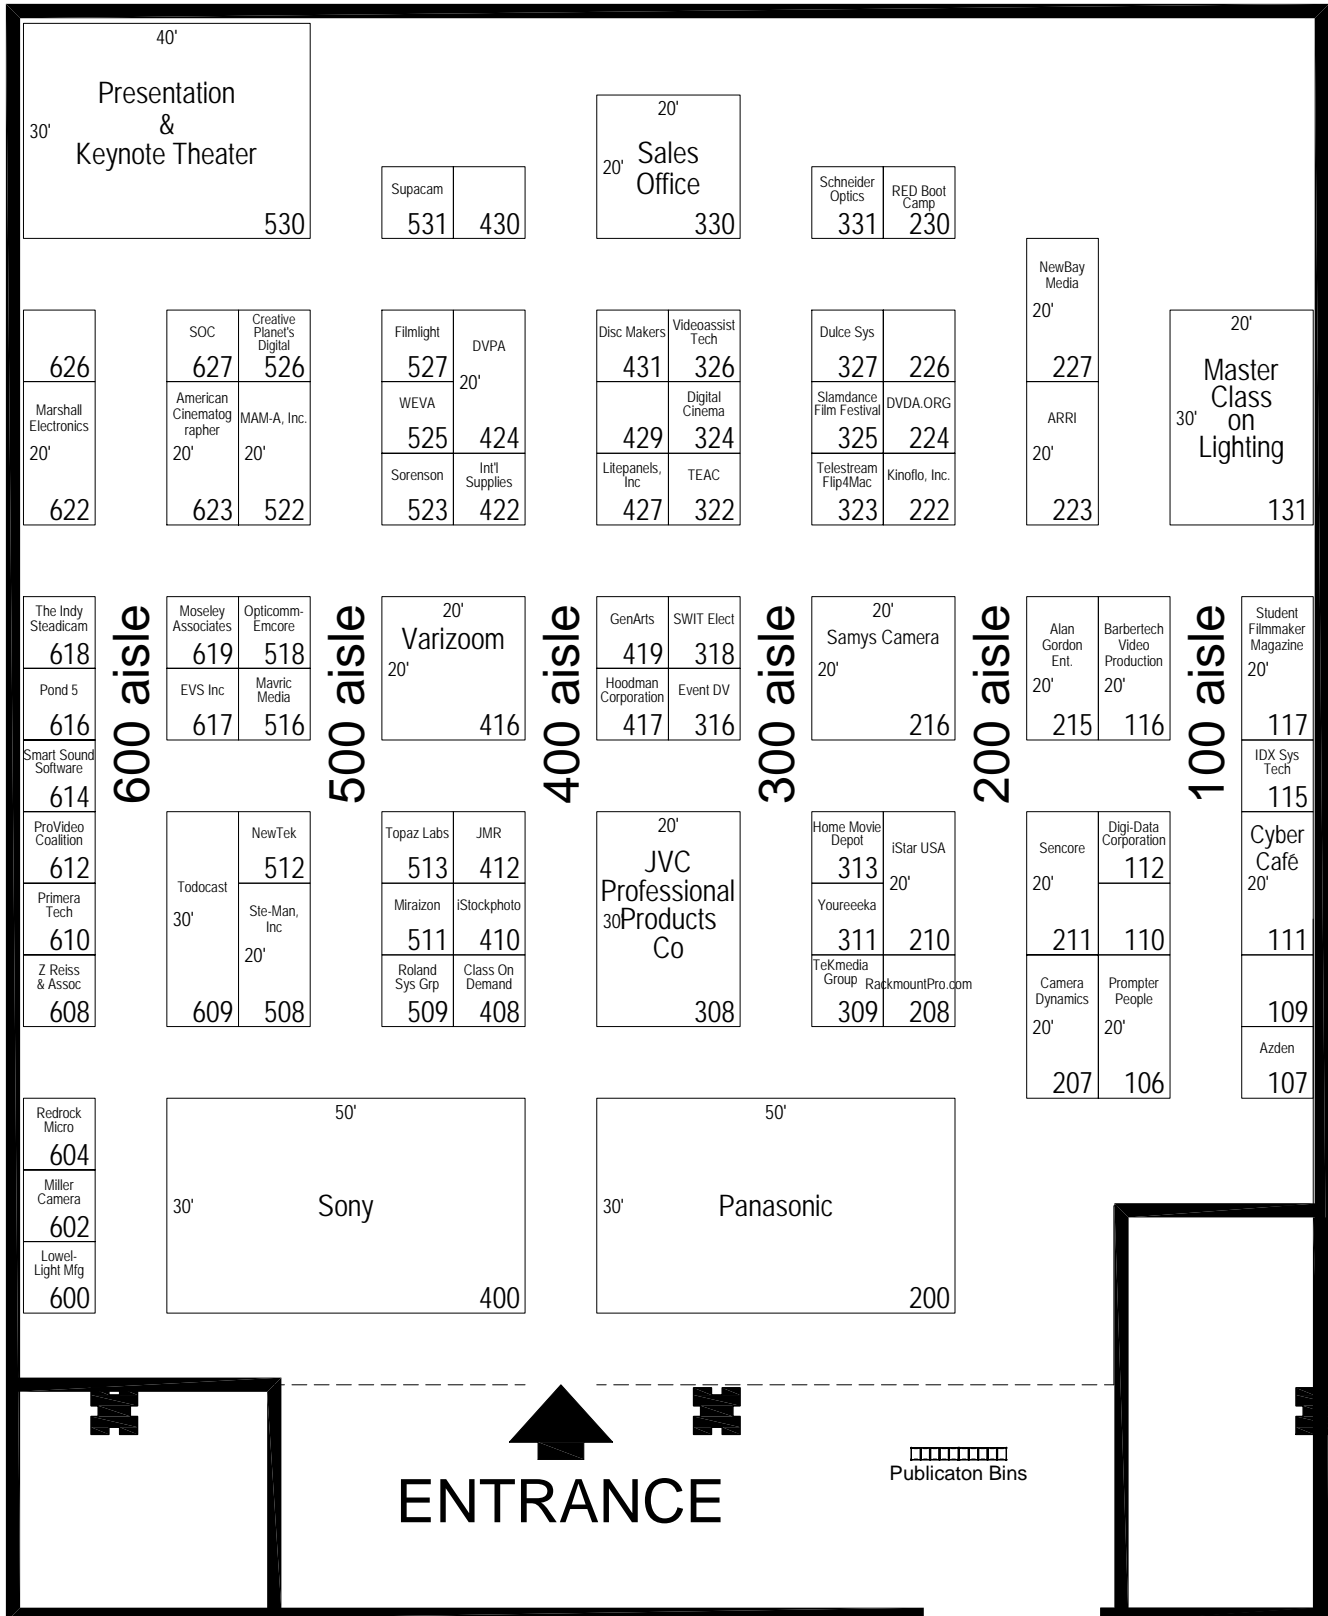 40'
Presentation
&
Keynote Theater
30'
530
Supacam
531
430
20'
20'
Sales
Office
330
Schneider
Optics
331
RED Boot
Camp
230
NewBay
Media
20'
227
626
Marshall
Electronics
20'
622
SOC
627
Creative
Planet's
Digital
526
American
Cinematog
rapher
20'
623
MAM-A, Inc.
20'
522
Filmlight
527
DVPA
20'
424
WEVA
525
Sorenson
523
Int'l
Supplies
422
Disc Makers
431
Videoassist
Tech
326
429
Digital
Cinema
324
Litepanels,
Inc
427
TEAC
322
Dulce Sys
327
226
Slamdance
Film Festival
325
DVDA.ORG
224
Telestream
Flip4Mac
323
Kinoflo, Inc.
222
ARRI
20'
223
20'
Master
Class
on
Lighting
30'
131
The Indy
Steadicam
618
Pond 5
616
Smart Sound
Software
614
ProVideo
Coalition
612
Primera
Tech
610
Z Reiss
& Assoc
608
600 aisle
Moseley
Associates
619
Opticomm-
Emcore
518
EVS Inc
617
Mavric
Media
516
500 aisle
20'
Varizoom
20'
416
400 aisle
GenArts
419
SWIT Elect
318
Hoodman
Corporation
417
Event DV
316
300 aisle
20'
Samys Camera
20'
216
200 aisle
Alan
Gordon
Ent.
20'
215
Barbertech
Video
Production
20'
116
100 aisle
Student
Filmmaker
Magazine
20'
117
IDX Sys
Tech
115
Todocast
30'
609
NewTek
512
Ste-Man,
Inc
20'
508
Topaz Labs
513
JMR
412
Miraizon
511
iStockphoto
410
Roland
Sys Grp
509
Class On
Demand
408
20'
JVC
Professional
30'Products
Co
308
Home Movie
Depot
313
iStar USA
20'
210
Youreeeka
311
TeKmedia
Group
309
RackmountPro.com
208
Sencore
20'
211
Digi-Data
Corporation
112
110
Camera
Dynamics
20'
207
Prompter
People
20'
106
Cyber
Café
20'
111
109
Azden
107
Redrock
Micro
604
Miller
Camera
602
Lowel-
Light Mfg
600
50'
30'
Sony
400
50'
30'
Panasonic
200
ENTRANCE
Publicaton Bins